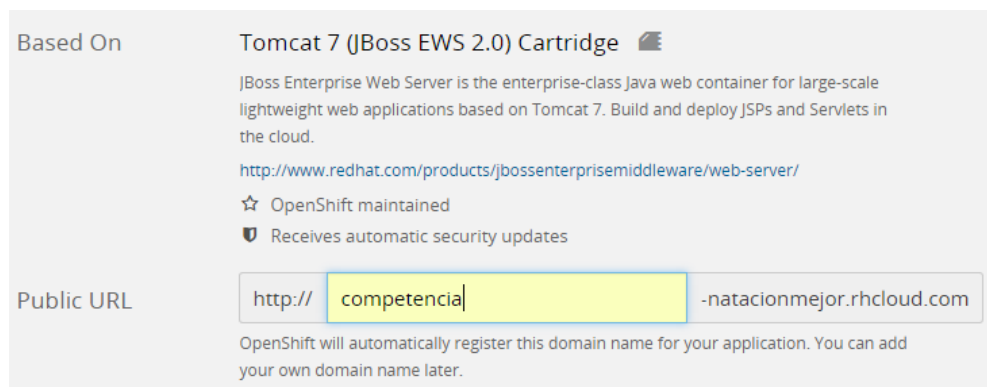 Based On Tomcat 7 (JBoss EWS 2.0) Cartridge
JBoss Enterprise Web Server is the enterprise-class Java web container for large-scale
lightweight web applications based on Tomcat 7. Build and deploy JSPs and Servlets in
the cloud.
http://www.redhat.com/products/jbossenterprisemiddleware/web-server/
OpenShift maintained
Receives automatic security updates
Public URL http:// competencia -natacionmejor.rhcloud.com
OpenShift will automatically register this domain name for your application. You can add
your own domain name later.